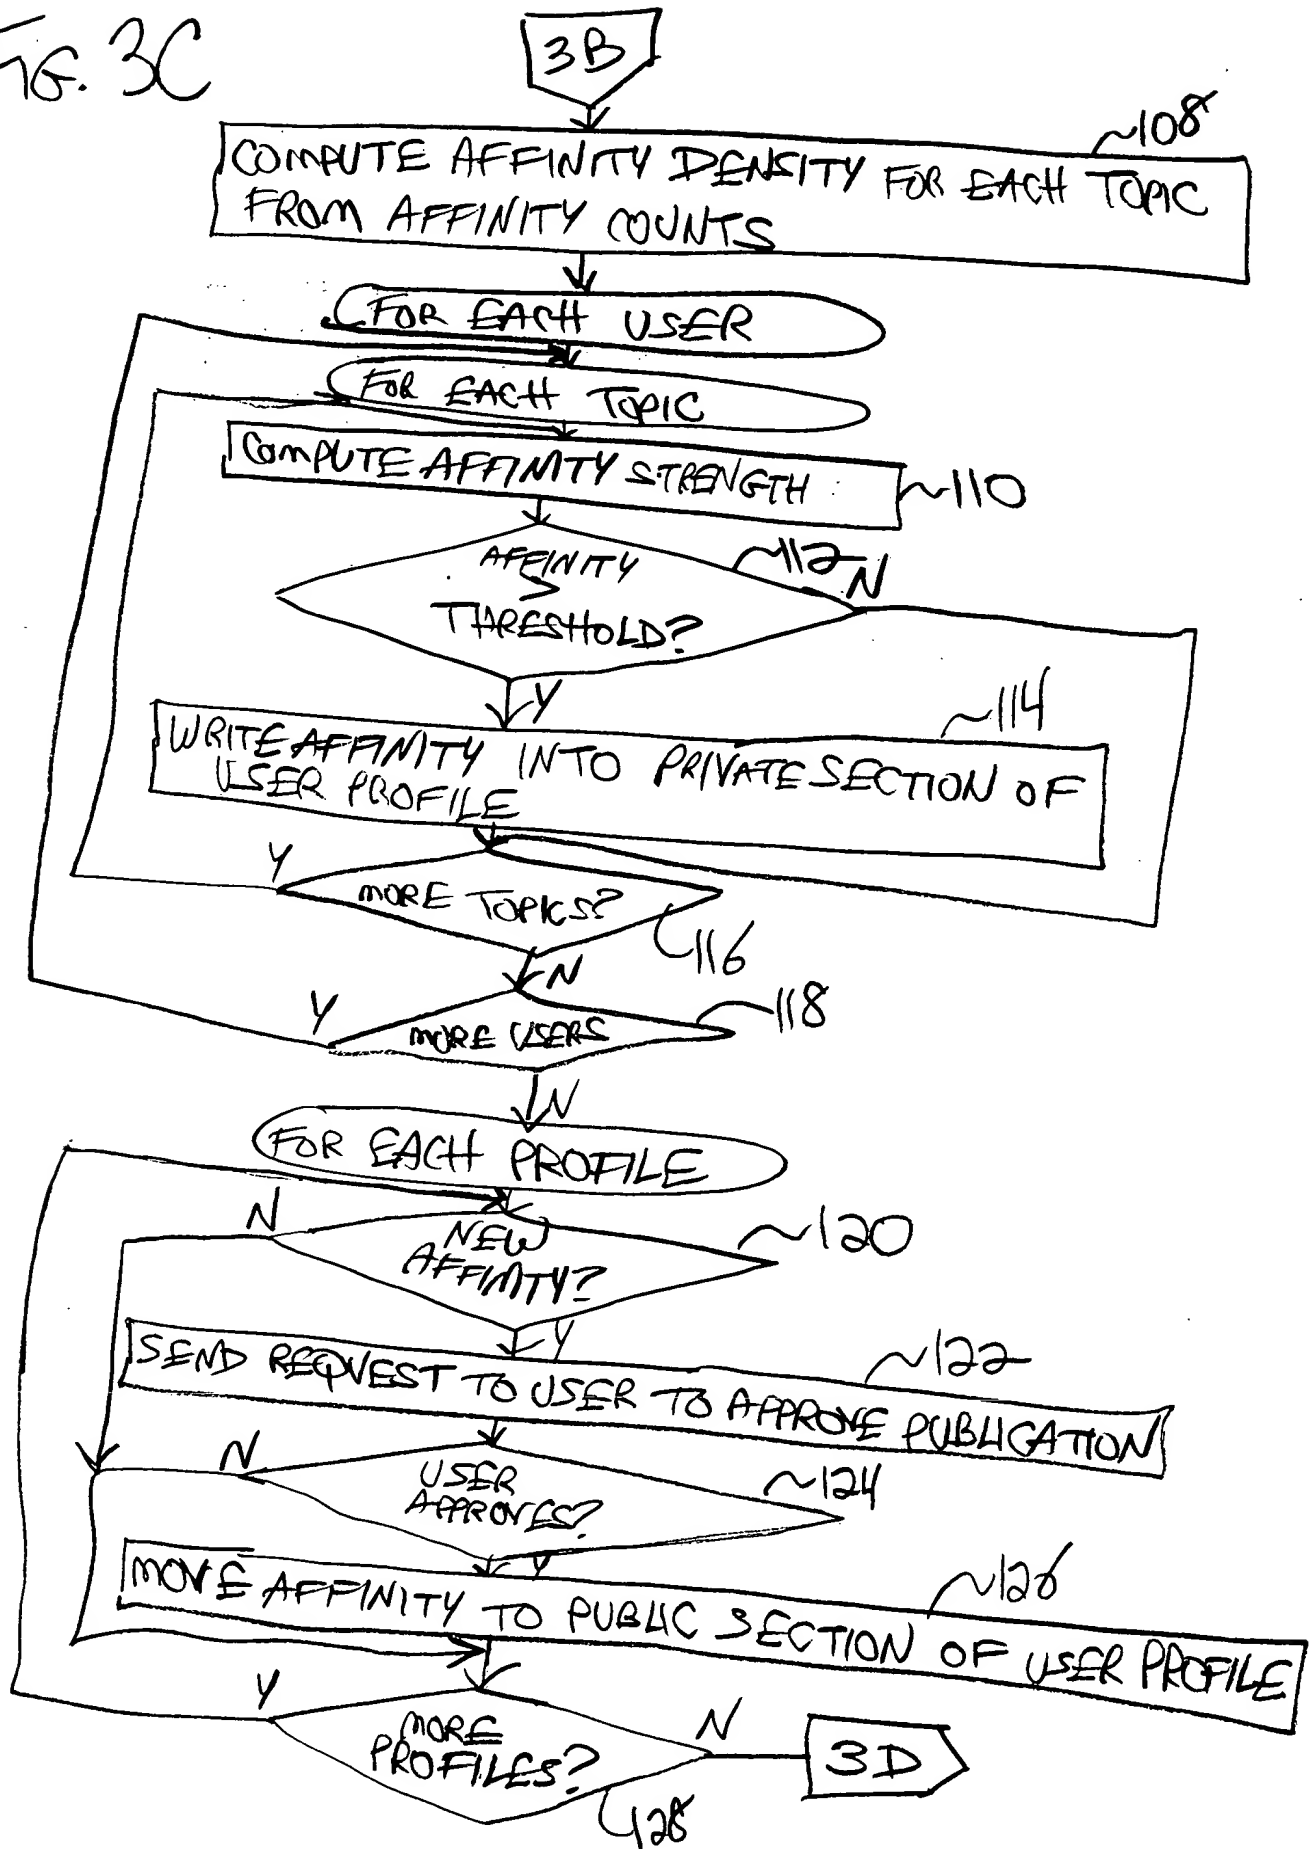 FIG. 3C
3B
~108
COMPUTE AFFINITY DENSITY FOR EACH TOPIC
FROM AFFINITY COUNTS
FOR EACH USER
FOR EACH TOPIC
COMPUTE AFFINITY STRENGTH
~110
AFFINITY
>
THRESHOLD?
~112
N
Y
~114
WRITE AFFINITY INTO PRIVATE SECTION OF
USER PROFILE
Y
MORE TOPICS?
116
N
Y
MORE USERS
118
N
FOR EACH PROFILE
N
NEW
AFFINITY?
~120
Y
~122
SEND REQUEST TO USER TO APPROVE PUBLICATION
N
USER
APPROVES?
~124
Y
~126
MOVE AFFINITY TO PUBLIC SECTION OF USER PROFILE
Y
MORE
PROFILES?
N
3D
128